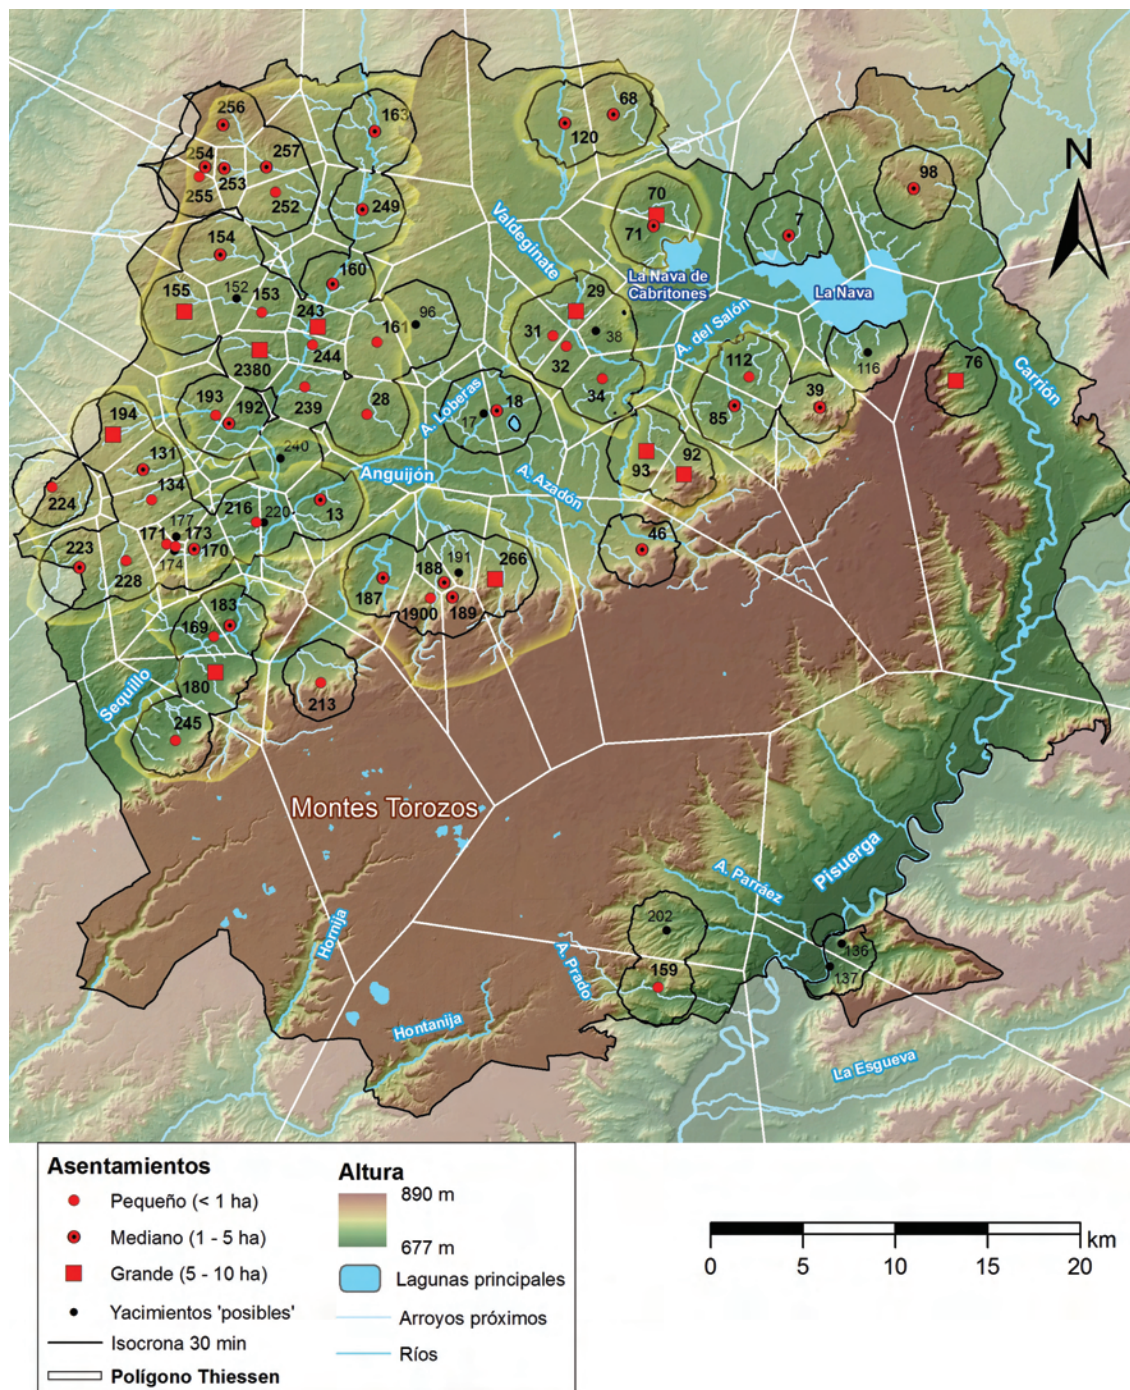 256
163
68
120
254
257
253
255
252
249
98
70
71
7
N
154
Valdeginate
160
La Nava de
Cabritones
La Nava
155
152
153
243
96
29
161
31
38
A. del Salón
244
32
112
116
76
Carrión
2380
34
39
193
192
239
28
A. Loberas
18
17
85
194
93
92
131
240
Anguijón
A. Azadón
224
134
216
220
13
171
177
173
174
170
46
223
228
188
191
266
187
1900
189
183
169
180
213
Sequillo
245
Montes Torozos
Pisuerga
A. Parráez
202
136
137
Hornija
A. Prado
159
Hontanija
La Esgueva
Asentamientos
Pequeño (< 1 ha)
Mediano (1 - 5 ha)
Grande (5 - 10 ha)
Yacimientos 'posibles'
Isocrona 30 min
Polígono Thiessen
Altura
890 m
677 m
Lagunas principales
Arroyos próximos
Ríos
km
0 5 10 15 20